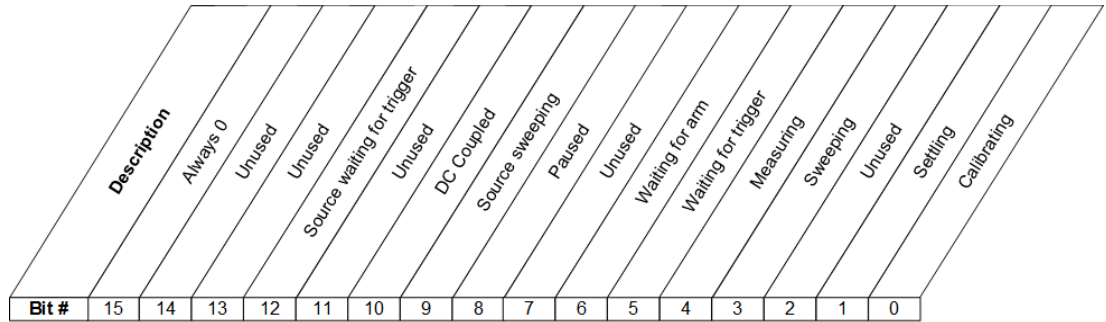 Description
Always 0
Unused
Unused
Source waiting for trigger
Unused
DC Coupled
Source sweeping
Paused
Unused
Waiting for arm
Waiting for trigger
Measuring
Sweeping
Unused
Settling
Calibrating
Bit # 15 14 13 12 11 10 9 8 7 6 5 4 3 2 1 0